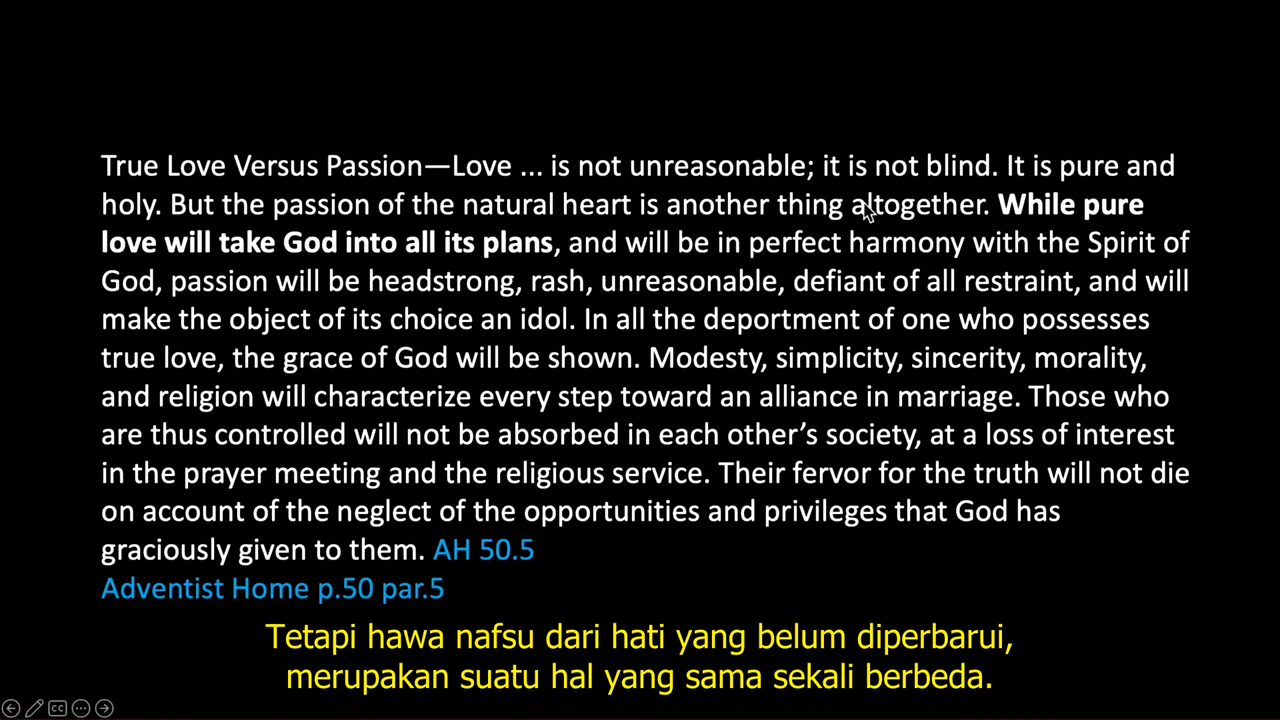 True Love Versus Passion—Love ... is not unreasonable; it is not blind. It is pure and
holy. But the passion of the natural heart is another thing altogether. While pure
love will take God into all its plans, and will be in perfect harmony with the Spirit of
God, passion will be headstrong, rash, unreasonable, defiant of all restraint, and will
make the object of its choice an idol. In all the deportment of one who possesses
true love, the grace of God will be shown. Modesty, simplicity, sincerity, morality,
and religion will characterize every step toward an alliance in marriage. Those who
are thus controlled will not be absorbed in each other’s society, at a loss of interest
in the prayer meeting and the religious service. Their fervor for the truth will not die
on account of the neglect of the opportunities and privileges that God has
graciously given to them. AH 50.5
Adventist Home p.50 par.5
Tetapi hawa nafsu dari hati yang belum diperbarui,
merupakan suatu hal yang sama sekali berbeda.
CC